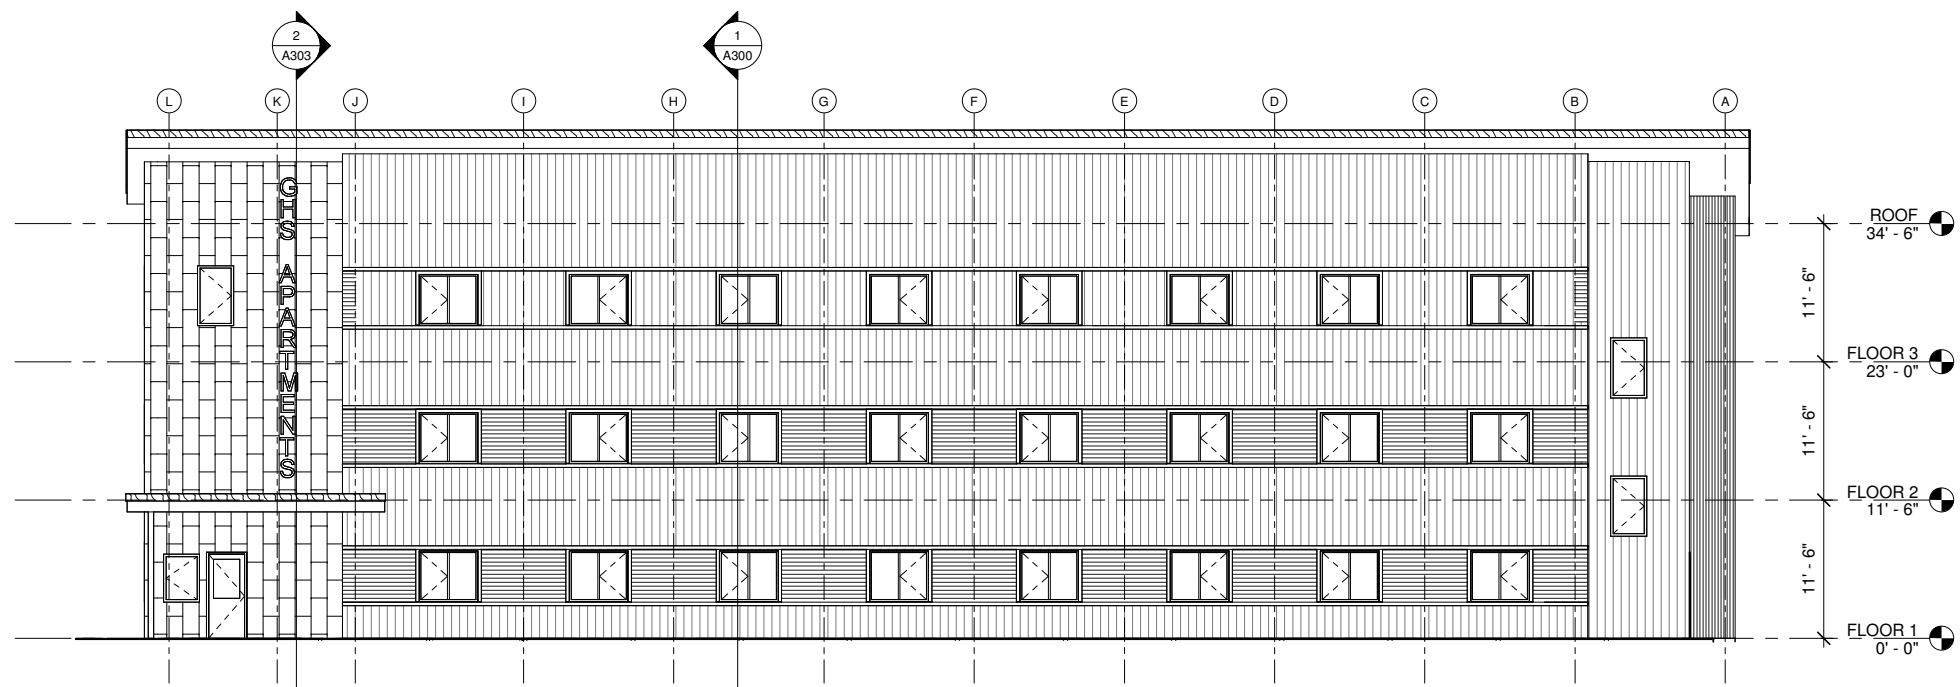 2
A303
1
A300
L K J I H G F E D C B A
GHS APARTMENTS
ROOF
34' - 6"
11' - 6"
FLOOR 3
23' - 0"
11' - 6"
FLOOR 2
11' - 6"
11' - 6"
FLOOR 1
0' - 0"